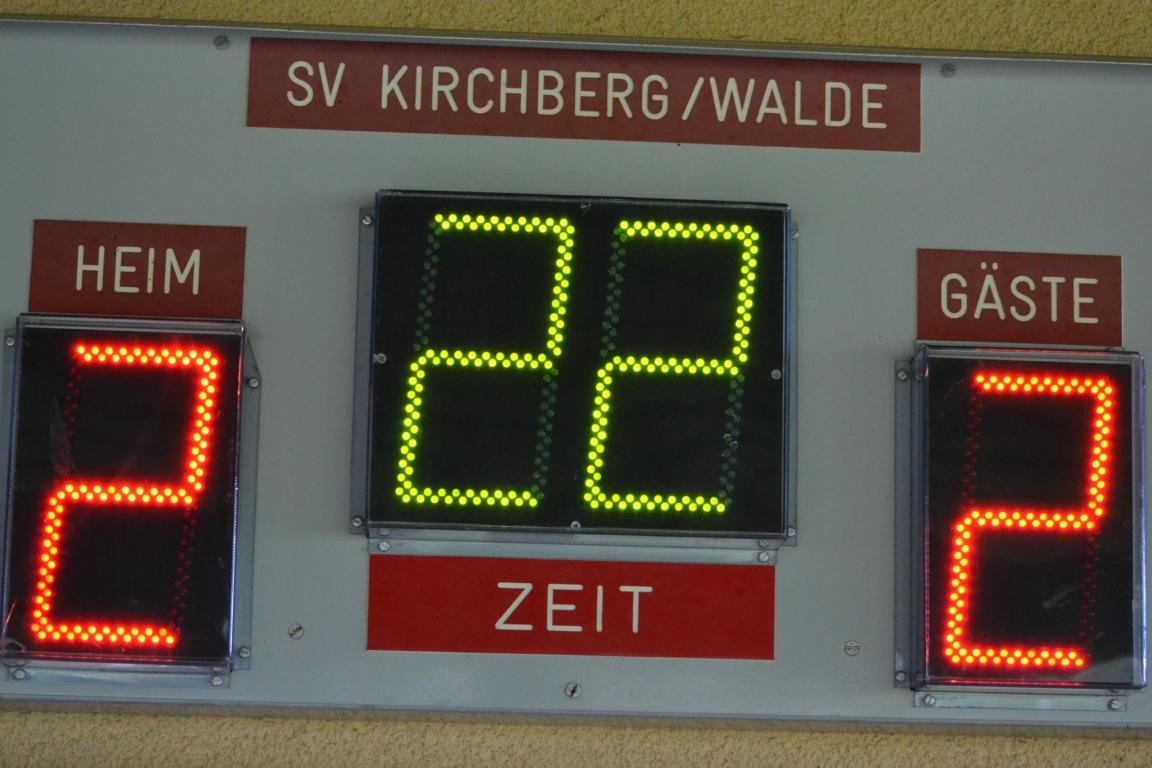 SV KIRCHBERG/WALDE
HEIM
22
GÄSTE
2
2
ZEIT